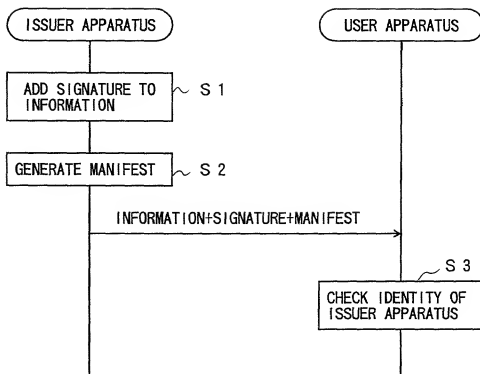 ISSUER APPARATUS
USER APPARATUS
ADD SIGNATURE TO
INFORMATION
S1
GENERATE MANIFEST
S2
INFORMATION+SIGNATURE+MANIFEST
S3
CHECK IDENTITY OF
ISSUER APPARATUS